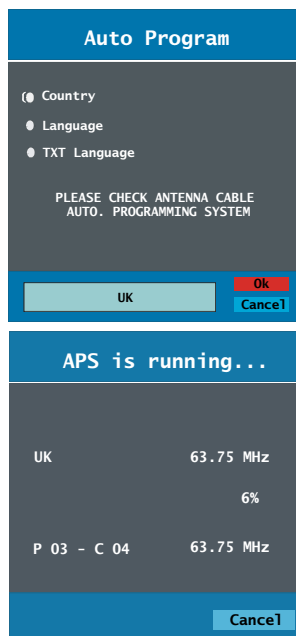 Auto Program
Country
Language
TXT Language
PLEASE CHECK ANTENNA CABLE
AUTO. PROGRAMMING SYSTEM
UK
Ok
Cancel
APS is running...
UK 63.75 MHz
6%
P 03 - C 04 63.75 MHz
Cancel